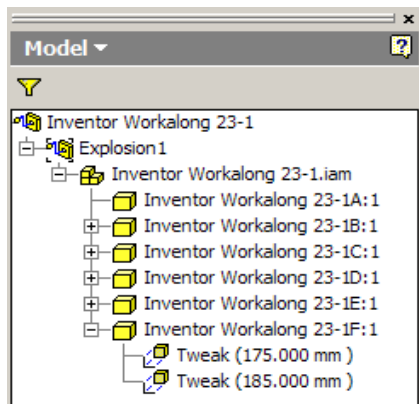 Model
Inventor Workalong 23-1
Explosion1
Inventor Workalong 23-1.iam
Inventor Workalong 23-1A:1
Inventor Workalong 23-1B:1
Inventor Workalong 23-1C:1
Inventor Workalong 23-1D:1
Inventor Workalong 23-1E:1
Inventor Workalong 23-1F:1
Tweak (175.000 mm )
Tweak (185.000 mm )